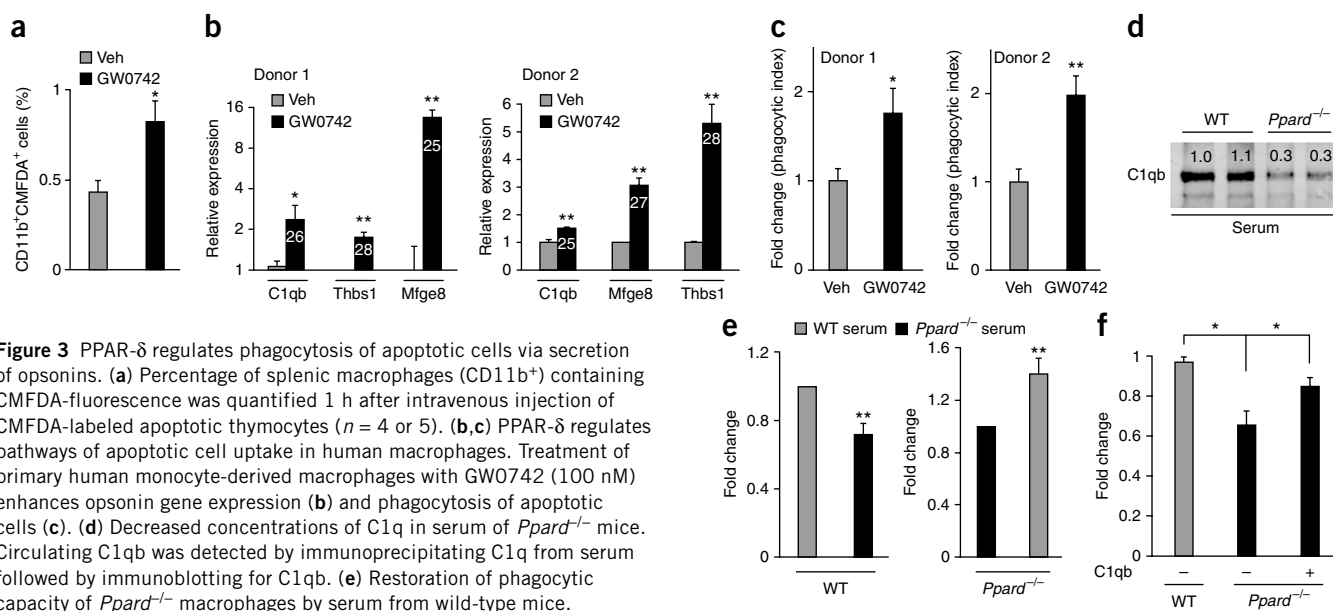 a
Veh
GW0742
CD11b+CMFDA+ cells (%)
1
0.5
0
*
b
Donor 1
Veh
GW0742
Relative expression
16
8
4
2
1
*
26
**
28
**
25
C1qb
Thbs1
Mfge8
Donor 2
Veh
GW0742
Relative expression
6
5
4
3
2
1
0
**
25
**
27
**
28
C1qb
Mfge8
Thbs1
c
Donor 1
Fold change (phagocytic index)
2
1
0
*
Veh GW0742
Donor 2
Fold change (phagocytic index)
2
1
0
**
Veh GW0742
d
WT
Ppard–/–
1.0 1.1 0.3 0.3
C1qb
Serum
Figure 3 PPAR-δ regulates phagocytosis of apoptotic cells via secretion
of opsonins. (a) Percentage of splenic macrophages (CD11b+) containing
CMFDA-fluorescence was quantified 1 h after intravenous injection of
CMFDA-labeled apoptotic thymocytes (n = 4 or 5). (b,c) PPAR-δ regulates
pathways of apoptotic cell uptake in human macrophages. Treatment of
primary human monocyte-derived macrophages with GW0742 (100 nM)
enhances opsonin gene expression (b) and phagocytosis of apoptotic
cells (c). (d) Decreased concentrations of C1q in serum of Ppard–/– mice.
Circulating C1qb was detected by immunoprecipitating C1q from serum
followed by immunoblotting for C1qb. (e) Restoration of phagocytic
capacity of Ppard–/– macrophages by serum from wild-type mice.
e
WT serum
Ppard–/– serum
Fold change
1.2
0.8
0.4
0
**
WT
Fold change
1.6
1.2
0.8
0.4
0
**
Ppard–/–
f
* *
Fold change
1
0.8
0.6
0.4
0.2
0
C1qb – – +
WT Ppard–/–